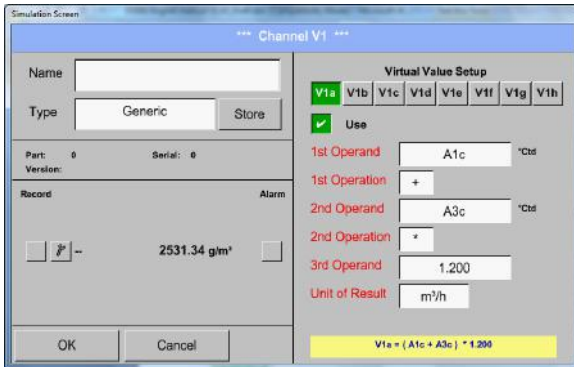 Simulation Screen
*** Channel V1 ***
Name
Type Generic Store
Part: 0 Serial: 0
Version:
Record Alarm
-- 2531.34 g/m³
OK Cancel
Virtual Value Setup
V1a V1b V1c V1d V1e V1f V1g V1h
Use
1st Operand A1c °Ctd
1st Operation +
2nd Operand A3c °Ctd
2nd Operation *
3rd Operand 1.200
Unit of Result m³/h
V1a = ( A1c + A3c ) * 1.200